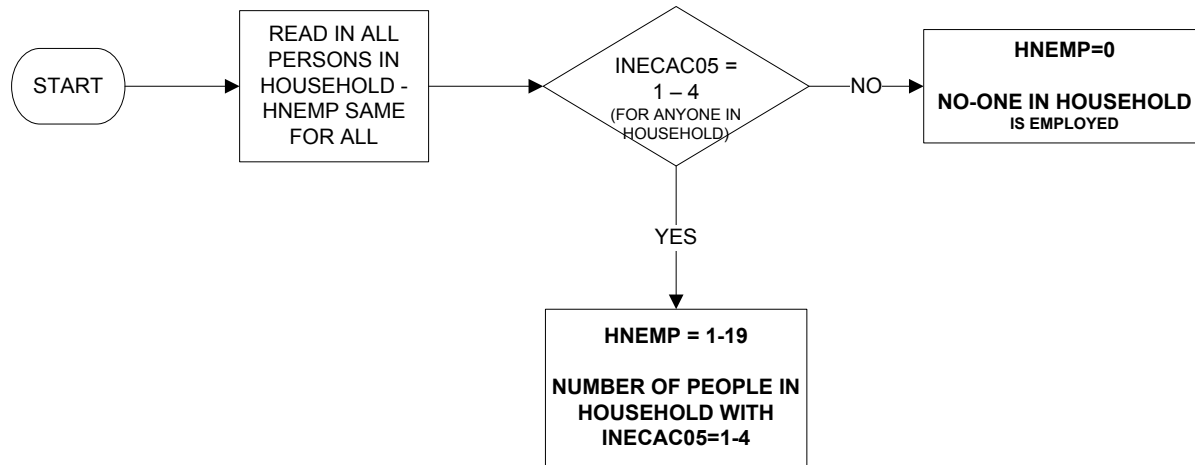 START
READ IN ALL
PERSONS IN
HOUSEHOLD -
HNEMP SAME
FOR ALL
INECAC05 =
1 – 4
(FOR ANYONE IN
HOUSEHOLD)
NO
HNEMP=0
NO-ONE IN HOUSEHOLD
IS EMPLOYED
YES
HNEMP = 1-19
NUMBER OF PEOPLE IN
HOUSEHOLD WITH
INECAC05=1-4